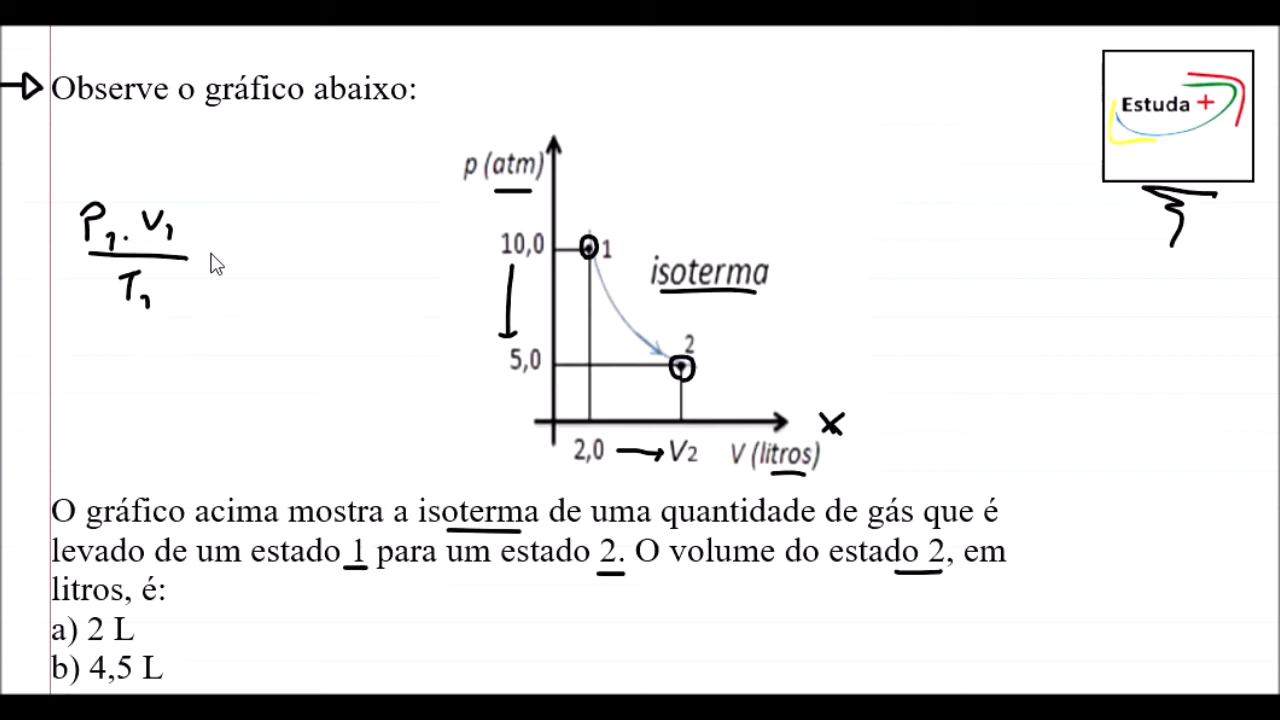 Observe o gráfico abaixo:
Estuda +
p (atm)
P1. V1
T1
10,0
1
isoterma
2
5,0
2,0
V2
V (litros)
x
O gráfico acima mostra a isoterma de uma quantidade de gás que é
levado de um estado 1 para um estado 2. O volume do estado 2, em
litros, é:
a) 2 L
b) 4,5 L